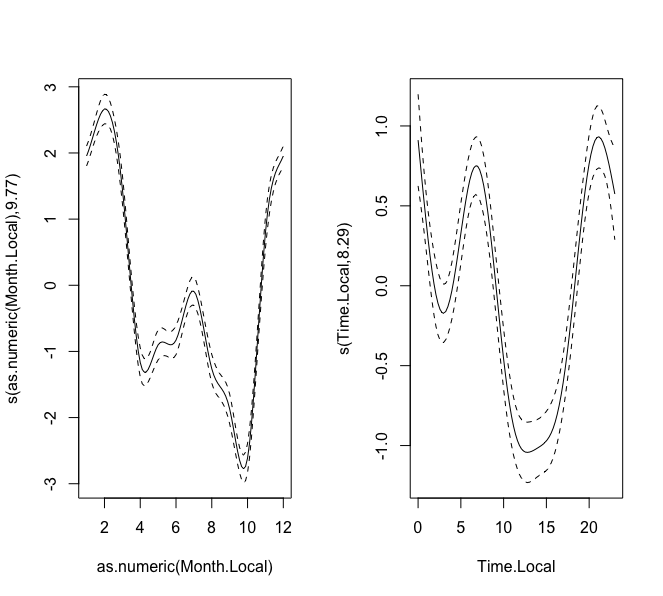 s(as.numeric(Month.Local),9.77)
3
2
1
0
-1
-2
-3
2 4 6 8 10 12
as.numeric(Month.Local)
s(Time.Local,8.29)
1.0
0.5
0.0
-0.5
-1.0
0 5 10 15 20
Time.Local